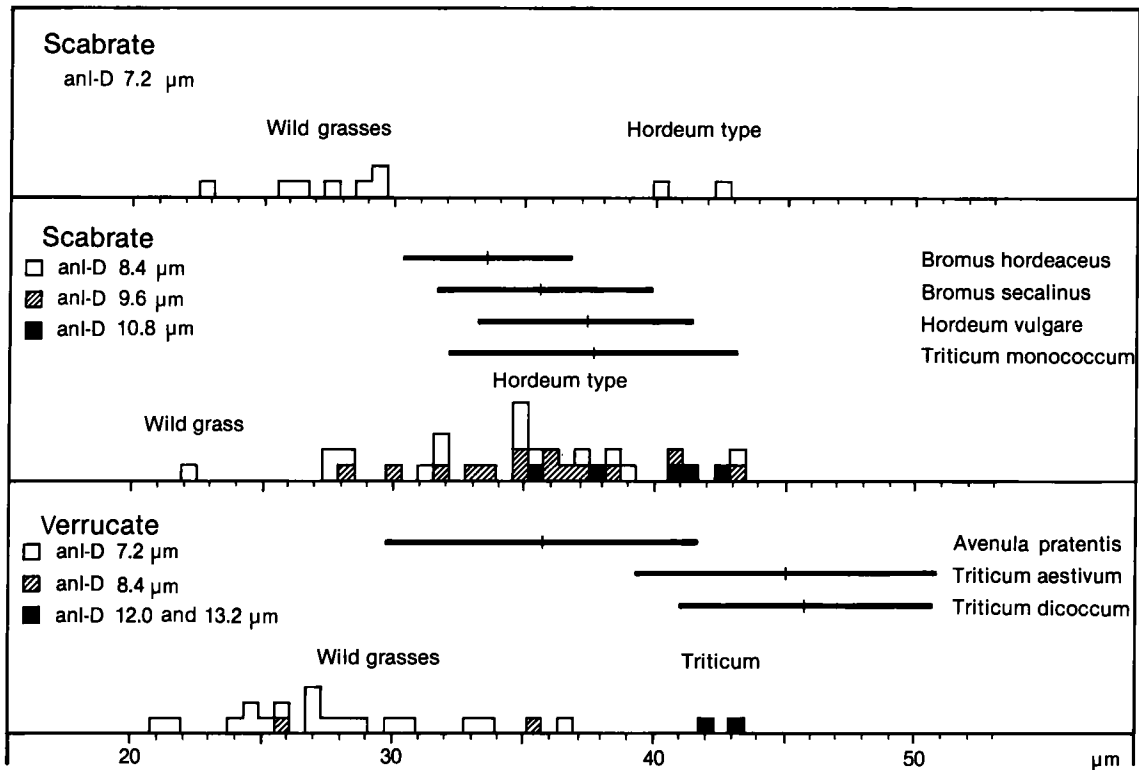 Scabrate
anl-D 7.2 µm
Wild grasses
Hordeum type
Scabrate
anl-D 8.4 µm
anl-D 9.6 µm
anl-D 10.8 µm
Bromus hordeaceus
Bromus secalinus
Hordeum vulgare
Triticum monococcum
Hordeum type
Wild grass
Verrucate
anl-D 7.2 µm
anl-D 8.4 µm
anl-D 12.0 and 13.2 µm
Avenula pratentis
Triticum aestivum
Triticum dicoccum
Wild grasses
Triticum
20 30 40 50 µm